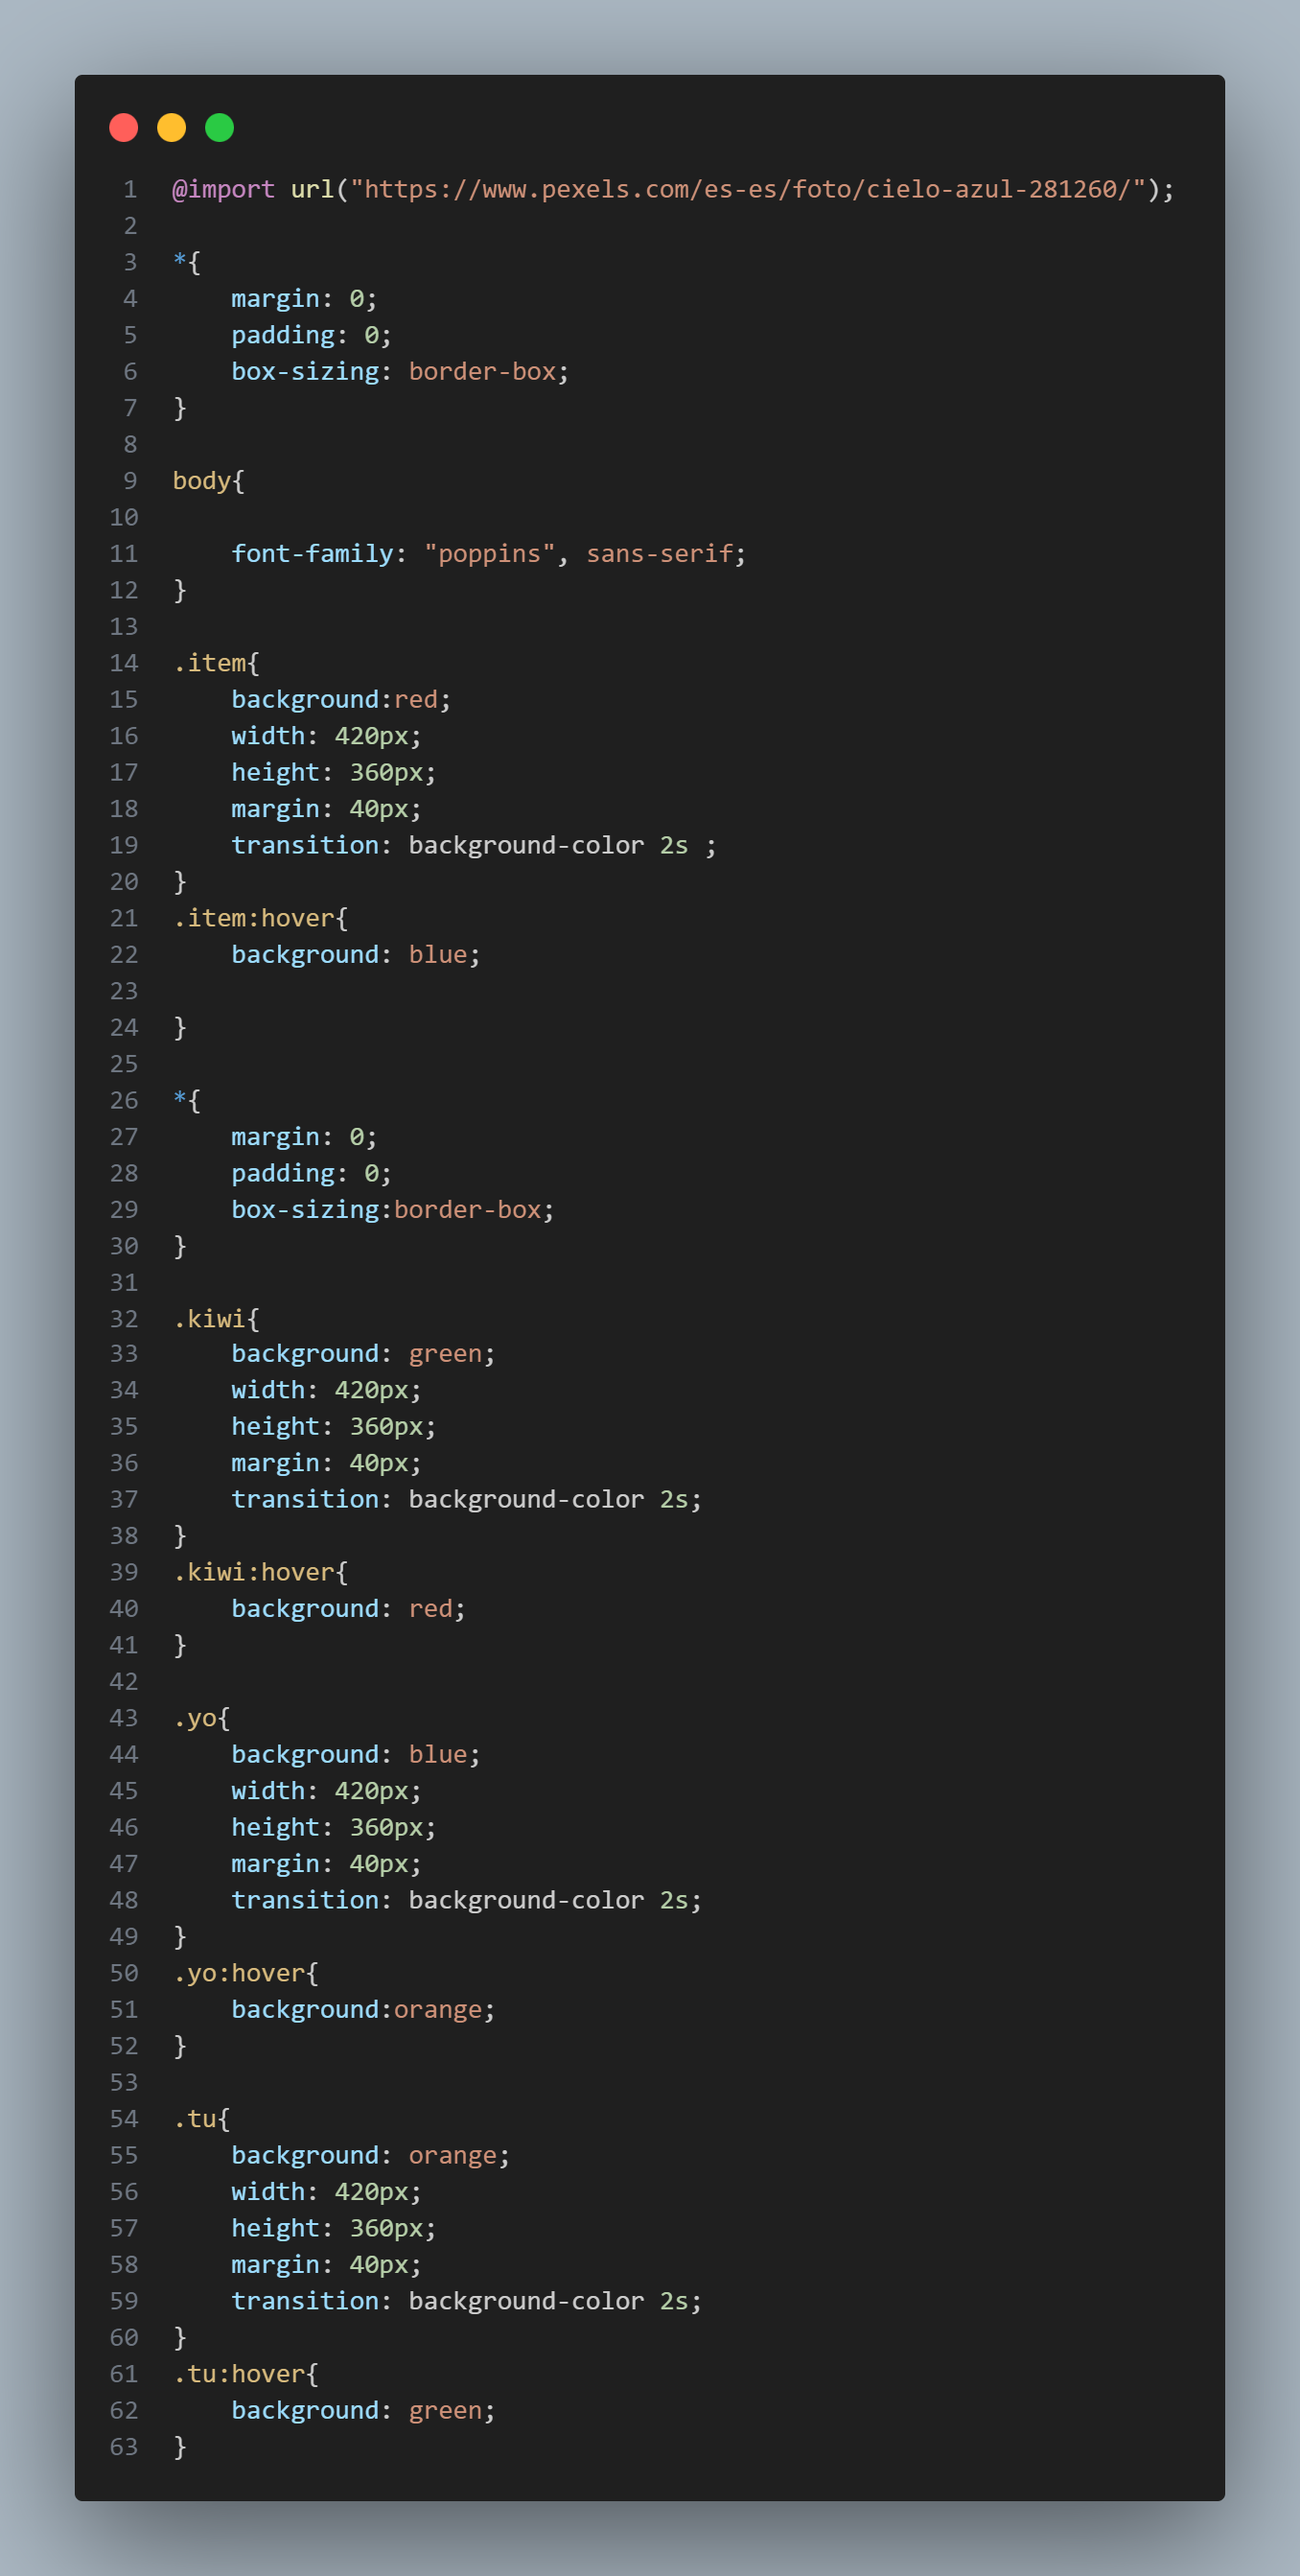 1 @import url("https://www.pexels.com/es-es/foto/cielo-azul-281260/");
2
3 *{
4     margin: 0;
5     padding: 0;
6     box-sizing: border-box;
7 }
8
9 body{
10
11     font-family: "poppins", sans-serif;
12 }
13
14 .item{
15     background:red;
16     width: 420px;
17     height: 360px;
18     margin: 40px;
19     transition: background-color 2s ;
20 }
21 .item:hover{
22     background: blue;
23
24 }
25
26 *{
27     margin: 0;
28     padding: 0;
29     box-sizing:border-box;
30 }
31
32 .kiwi{
33     background: green;
34     width: 420px;
35     height: 360px;
36     margin: 40px;
37     transition: background-color 2s;
38 }
39 .kiwi:hover{
40     background: red;
41 }
42
43 .yo{
44     background: blue;
45     width: 420px;
46     height: 360px;
47     margin: 40px;
48     transition: background-color 2s;
49 }
50 .yo:hover{
51     background:orange;
52 }
53
54 .tu{
55     background: orange;
56     width: 420px;
57     height: 360px;
58     margin: 40px;
59     transition: background-color 2s;
60 }
61 .tu:hover{
62     background: green;
63 }